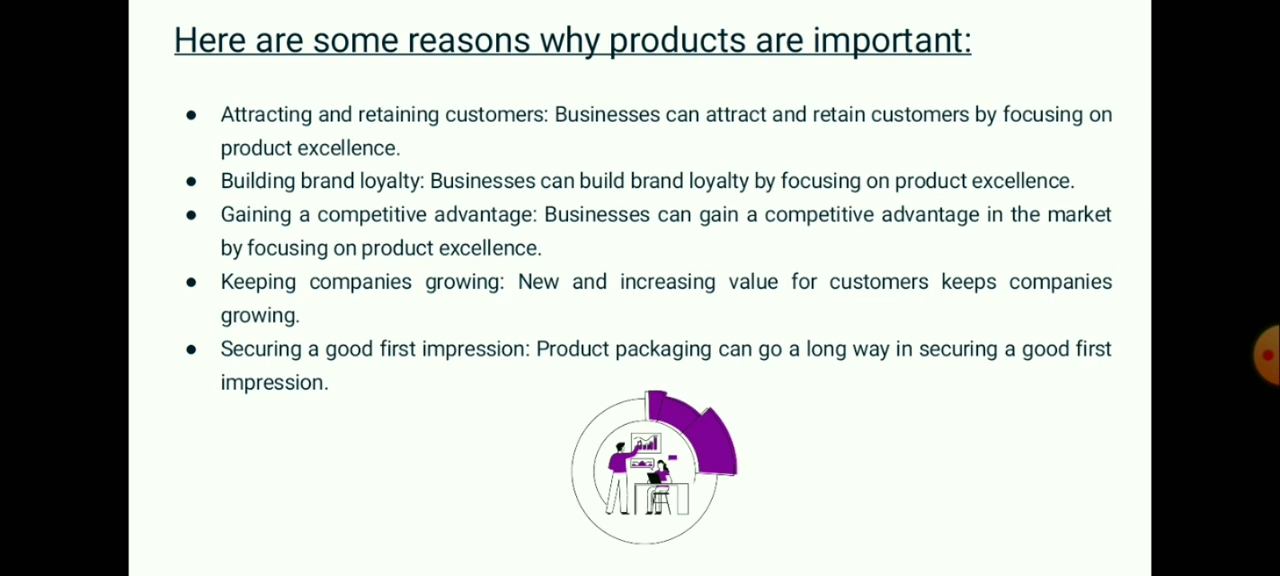 Here are some reasons why products are important:
● Attracting and retaining customers: Businesses can attract and retain customers by focusing on
product excellence.
● Building brand loyalty: Businesses can build brand loyalty by focusing on product excellence.
● Gaining a competitive advantage: Businesses can gain a competitive advantage in the market
by focusing on product excellence.
● Keeping companies growing: New and increasing value for customers keeps companies
growing.
● Securing a good first impression: Product packaging can go a long way in securing a good first
impression.